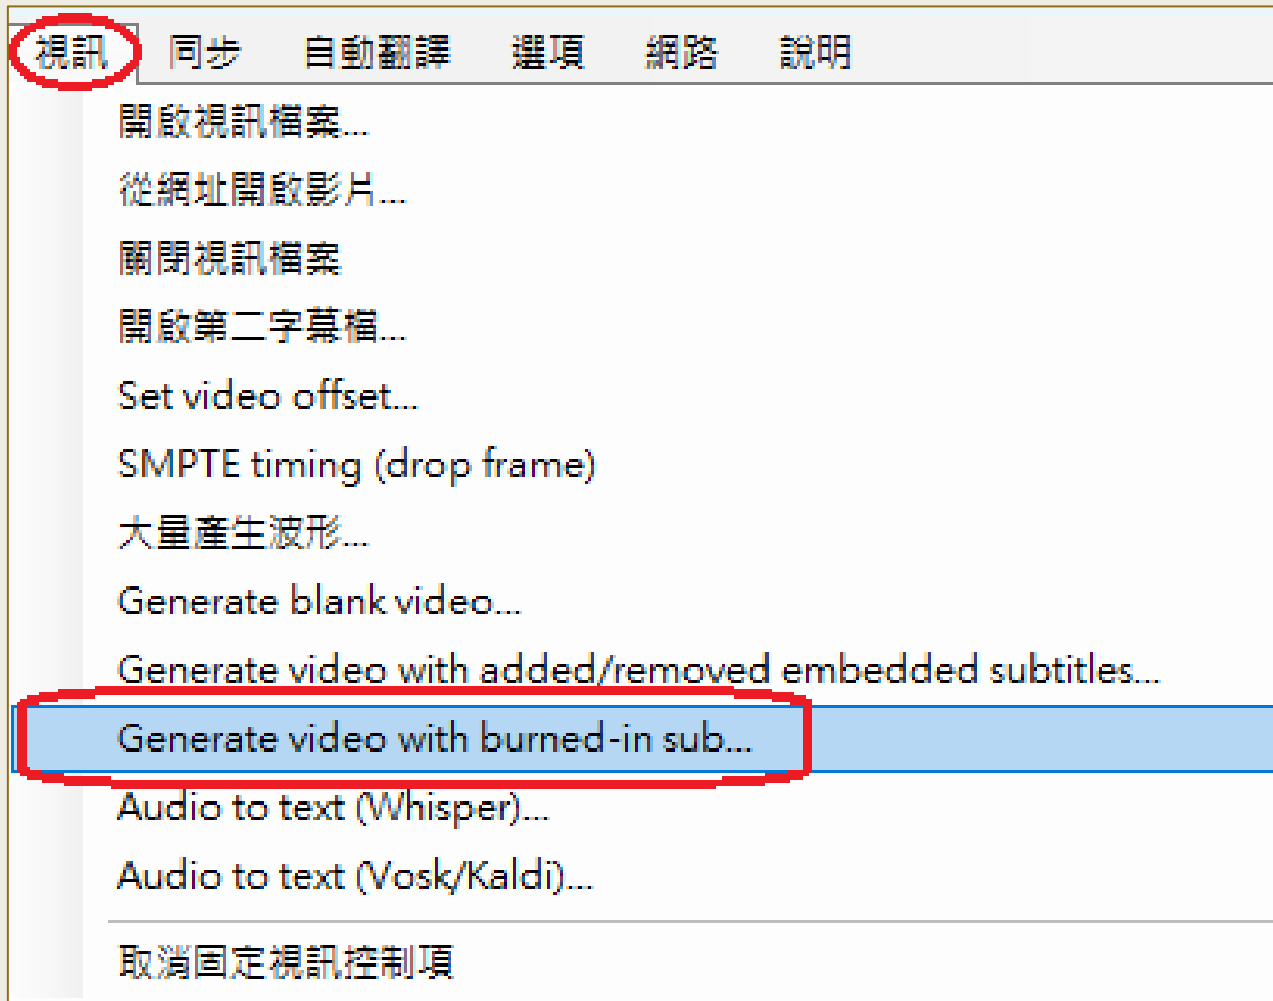 視訊 同步 自動翻譯 選項 網路 說明
開啟視訊檔案...
從網址開啟影片...
關閉視訊檔案
開啟第二字幕檔...
Set video offset...
SMPTE timing (drop frame)
大量產生波形...
Generate blank video...
Generate video with added/removed embedded subtitles...
Generate video with burned-in sub...
Audio to text (Whisper)...
Audio to text (Vosk/Kaldi)...
取消固定視訊控制項